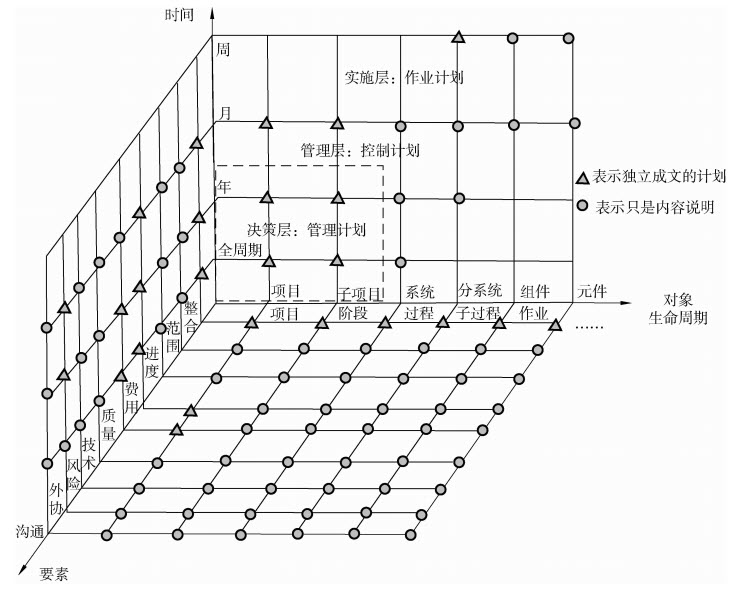 时间
周
实施层：作业计划
月
管理层：控制计划
年
表示独立成文的计划
表示只是内容说明
决策层：管理计划
全周期
项目
子项目
系统
分系统
组件
元件
对象
生命周期
项目
阶段
过程
子过程
作业
……
整合
范围
进度
费用
质量
技术
风险
外协
沟通
要素